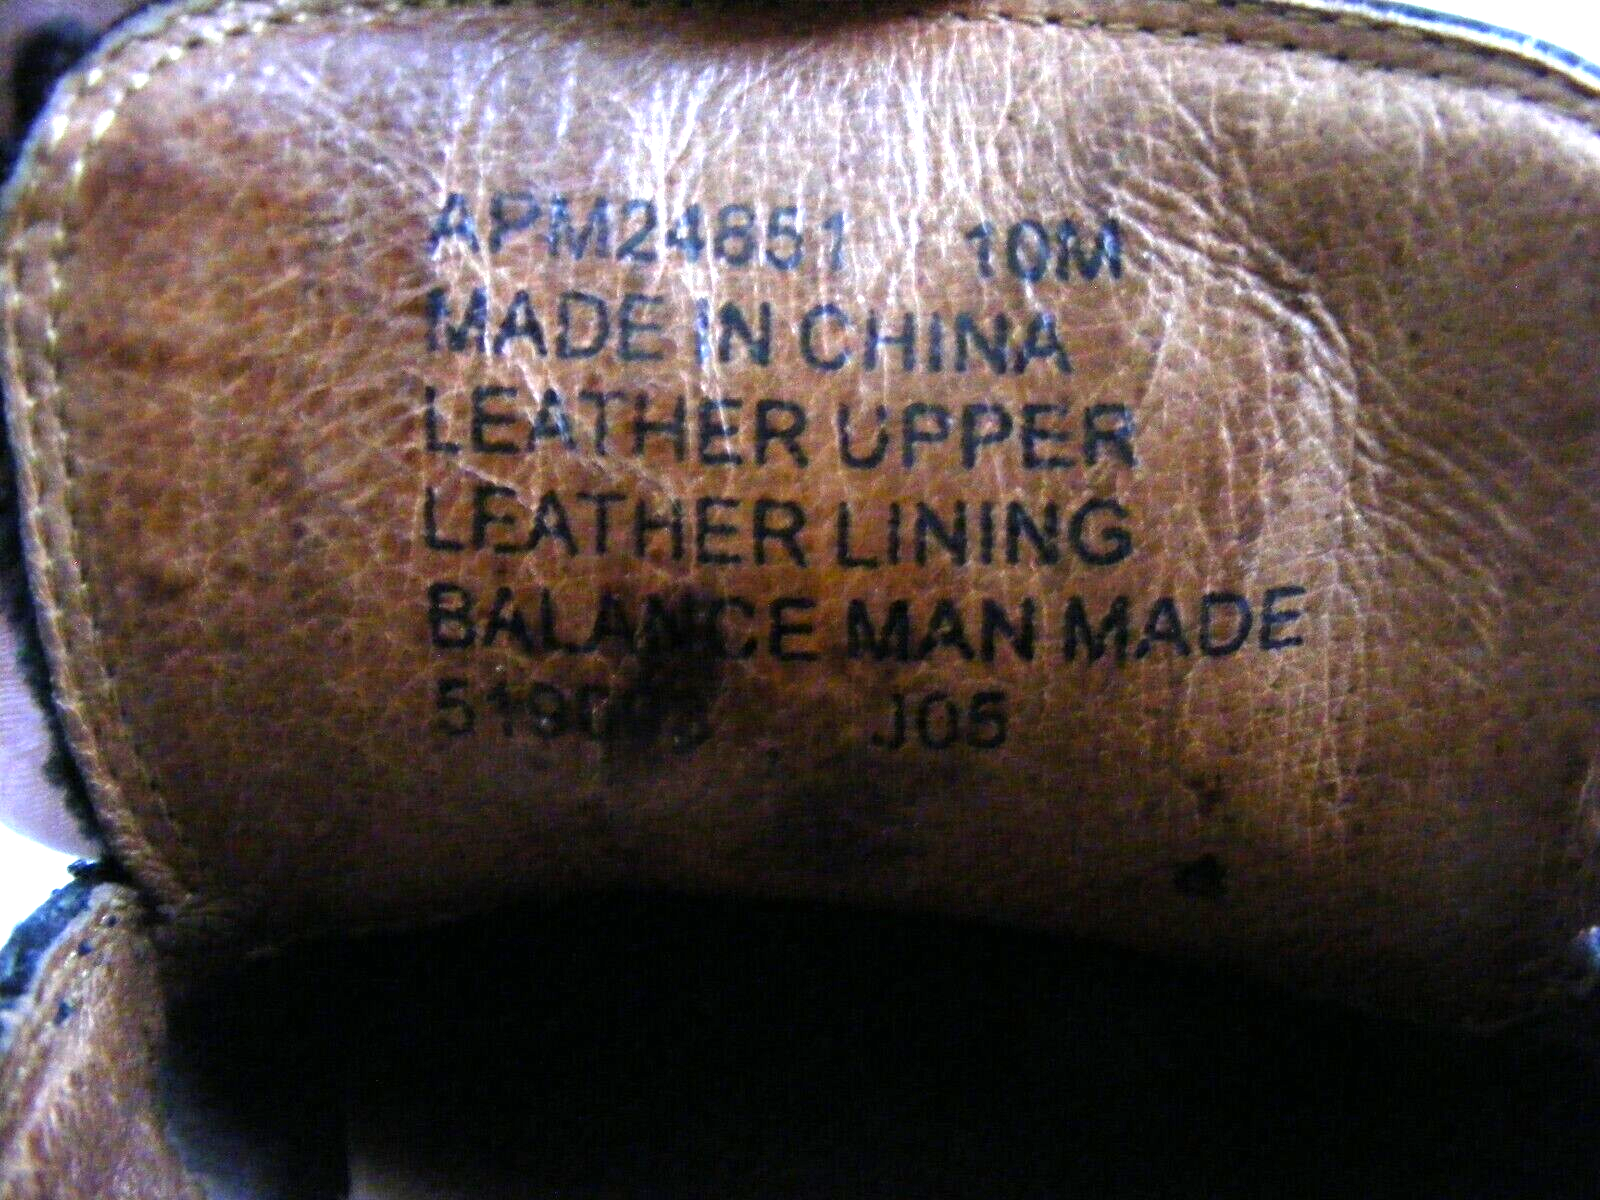 APM24851 10M
MADE IN CHINA
LEATHER UPPER
LEATHER LINING
BALANCE MAN MADE
J05